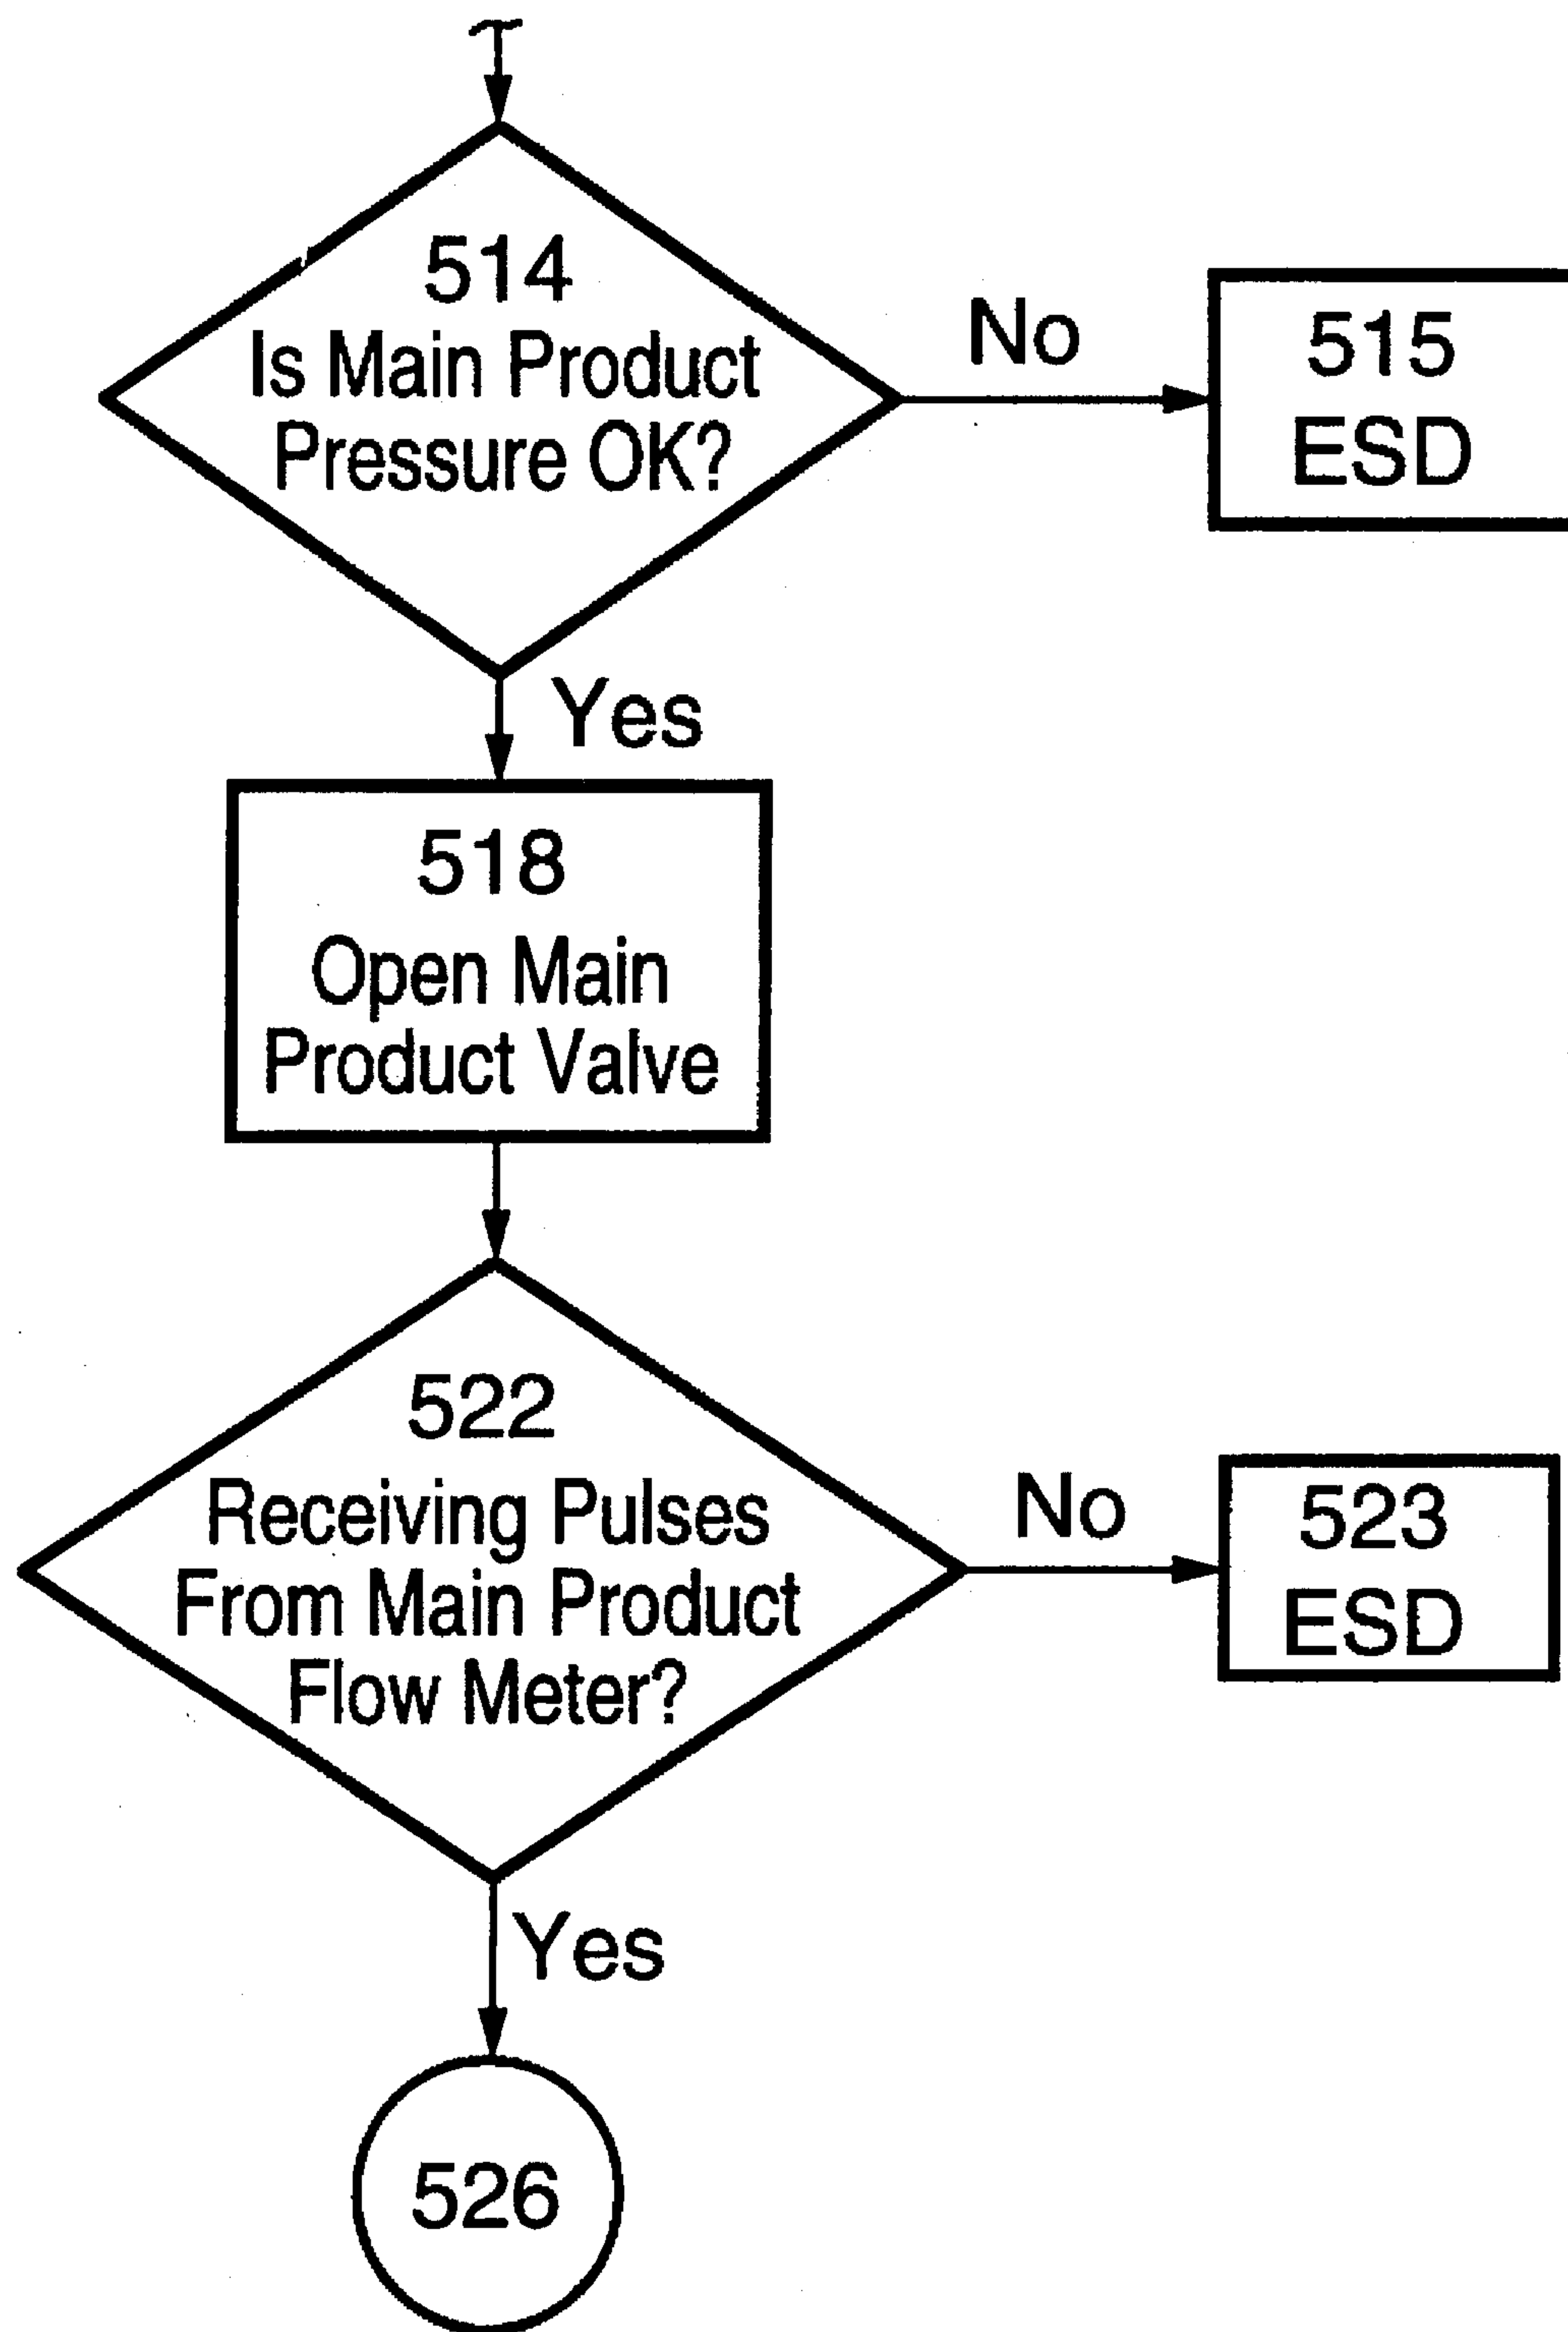 514
Is Main Product
Pressure OK?
No
515
ESD
Yes
518
Open Main
Product Valve
522
Receiving Pulses
From Main Product
Flow Meter?
No
523
ESD
Yes
526